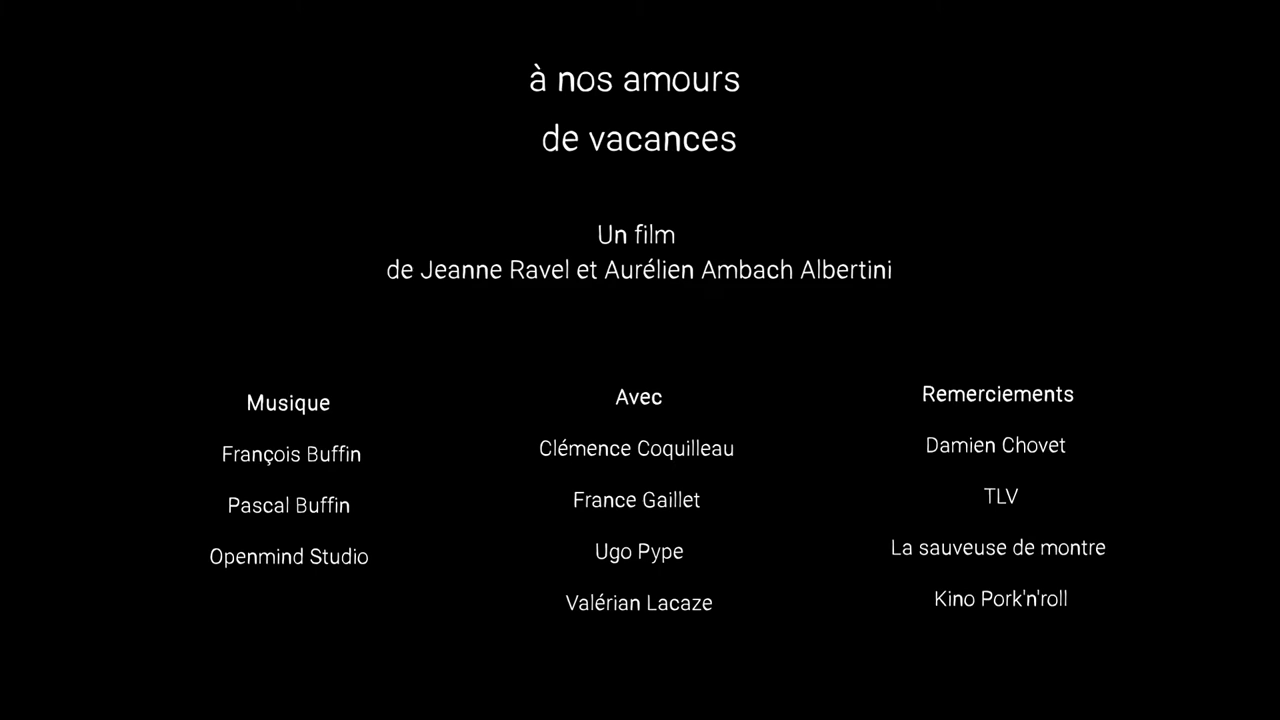 à nos amours
de vacances
Un film
de Jeanne Ravel et Aurélien Ambach Albertini
Musique
François Buffin
Pascal Buffin
Openmind Studio
Avec
Clémence Coquilleau
France Gaillet
Ugo Pype
Valérian Lacaze
Remerciements
Damien Chovet
TLV
La sauveuse de montre
Kino Pork'n'roll